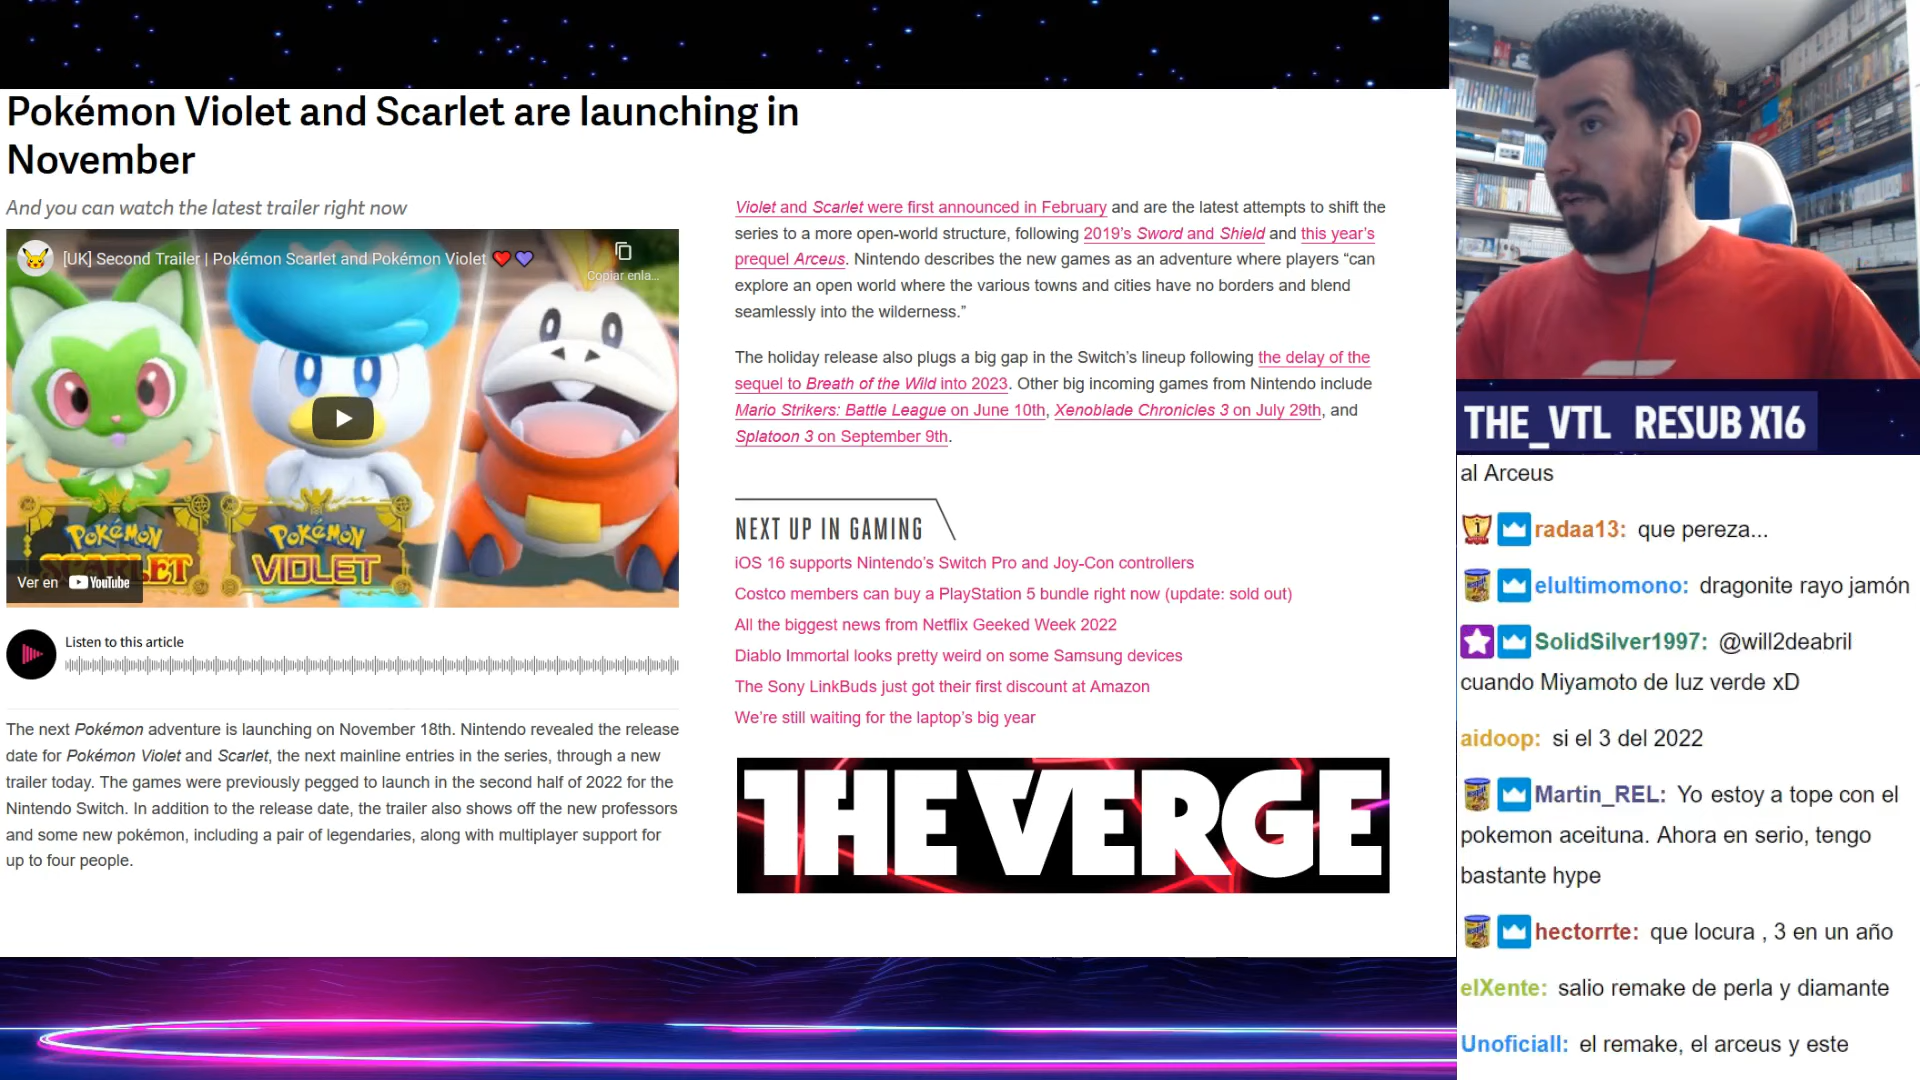 Pokémon Violet and Scarlet are launching in
November
And you can watch the latest trailer right now
[UK] Second Trailer | Pokémon Scarlet and Pokémon Violet ❤️💜
Copiar enla...
POKÉMON
SCARLET
POKÉMON
VIOLET
Ver en YouTube
Listen to this article
The next Pokémon adventure is launching on November 18th. Nintendo revealed the release
date for Pokémon Violet and Scarlet, the next mainline entries in the series, through a new
trailer today. The games were previously pegged to launch in the second half of 2022 for the
Nintendo Switch. In addition to the release date, the trailer also shows off the new professors
and some new pokémon, including a pair of legendaries, along with multiplayer support for
up to four people.
Violet and Scarlet were first announced in February and are the latest attempts to shift the
series to a more open-world structure, following 2019’s Sword and Shield and this year’s
prequel Arceus. Nintendo describes the new games as an adventure where players “can
explore an open world where the various towns and cities have no borders and blend
seamlessly into the wilderness.”
The holiday release also plugs a big gap in the Switch’s lineup following the delay of the
sequel to Breath of the Wild into 2023. Other big incoming games from Nintendo include
Mario Strikers: Battle League on June 10th, Xenoblade Chronicles 3 on July 29th, and
Splatoon 3 on September 9th.
NEXT UP IN GAMING
iOS 16 supports Nintendo’s Switch Pro and Joy-Con controllers
Costco members can buy a PlayStation 5 bundle right now (update: sold out)
All the biggest news from Netflix Geeked Week 2022
Diablo Immortal looks pretty weird on some Samsung devices
The Sony LinkBuds just got their first discount at Amazon
We’re still waiting for the laptop’s big year
THE VERGE
THE_VTL RESUB X16
al Arceus
radaa13: que pereza...
elultimomono: dragonite rayo jamón
SolidSilver1997: @will2deabril
cuando Miyamoto de luz verde xD
aidoop: si el 3 del 2022
Martin_REL: Yo estoy a tope con el
pokemon aceituna. Ahora en serio, tengo
bastante hype
hectorrte: que locura , 3 en un año
elXente: salio remake de perla y diamante
Unoficiall: el remake, el arceus y este